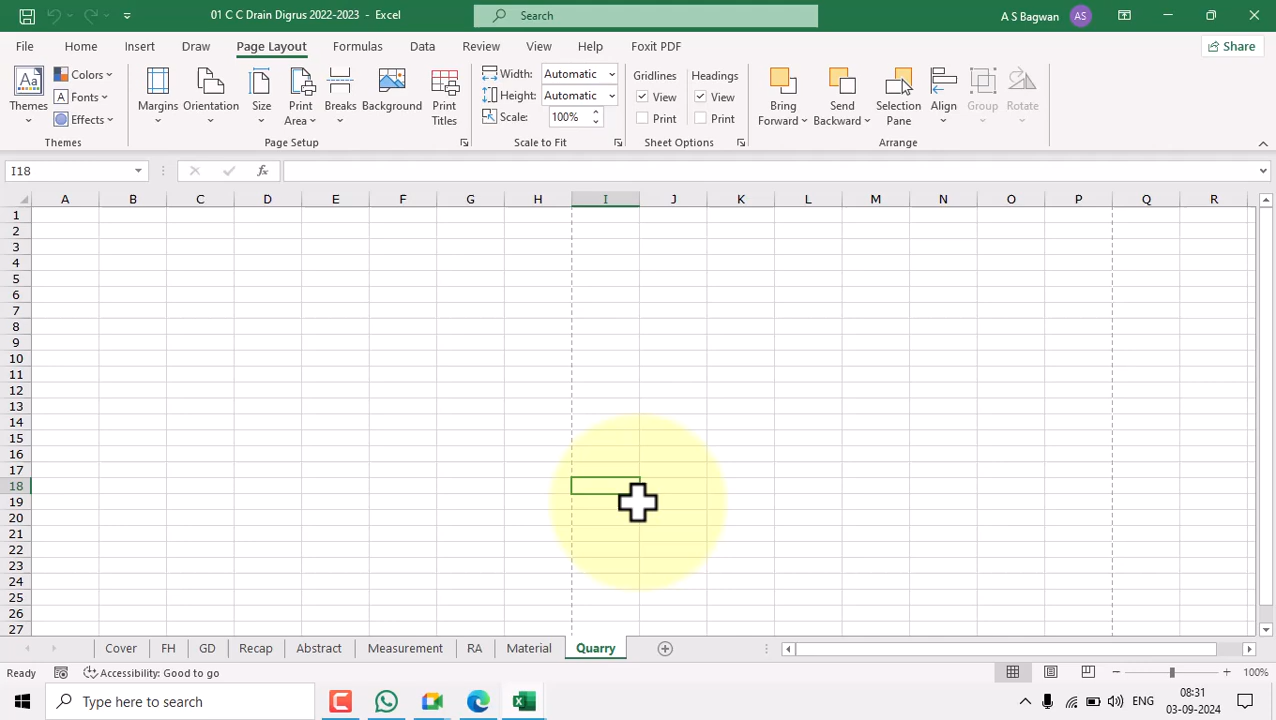 01 C C Drain Digrus 2022-2023 - Excel
Search
A S Bagwan
AS
File Home Insert Draw Page Layout Formulas Data Review View Help Foxit PDF
Share
Themes
Colors
Fonts
Effects
Themes
Margins
Orientation
Size
Print Area
Breaks
Background
Print Titles
Page Setup
Width: Automatic
Height: Automatic
Scale: 100%
Scale to Fit
Gridlines
View
Print
Headings
View
Print
Sheet Options
Bring Forward
Send Backward
Selection Pane
Align
Group
Rotate
Arrange
I18
fx
A B C D E F G H I J K L M N O P Q R
1
2
3
4
5
6
7
8
9
10
11
12
13
14
15
16
17
18
19
20
21
22
23
24
25
26
27
Cover FH GD Recap Abstract Measurement RA Material Quarry
Ready
Accessibility: Good to go
100%
Type here to search
ENG
08:31
03-09-2024